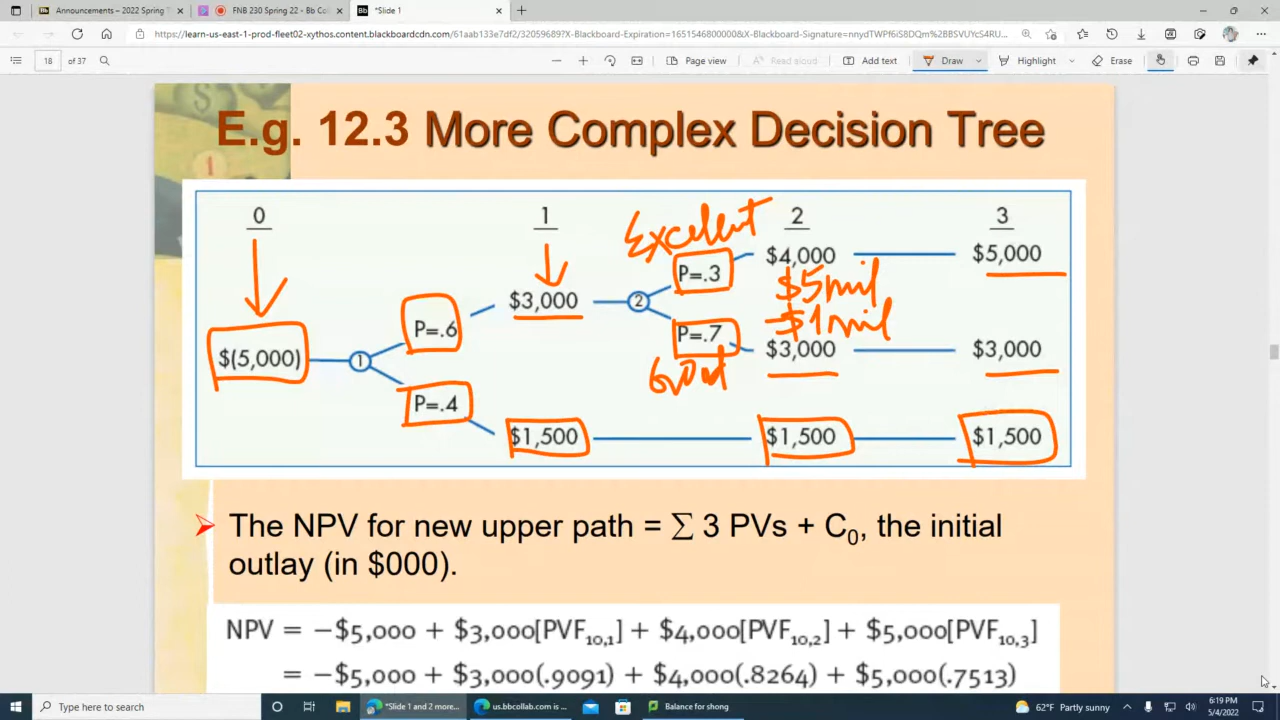 Announcements – 2022 Spring T
FNB 230 Spring 22 - Bb Coll
*Slide 1
https://learn-us-east-1-prod-fleet02-xythos.content.blackboardcdn.com/61aab133e7df2/32059689?X-Blackboard-Expiration=1651546800000&X-Blackboard-Signature=nnydTWPf6iS8DQm%2BBSVUYcS4RU...
18 of 37
Page view
Read aloud
Add text
Draw
Highlight
Erase
E.g. 12.3 More Complex Decision Tree
0 1 2 3
Excelent
P=.3 $4,000 $5,000
$5mil
$3,000 2
-$1mil
P=.6 P=.7 $3,000 $3,000
$(5,000) 1
Good
P=.4
$1,500 $1,500 $1,500
➢ The NPV for new upper path = ∑ 3 PVs + C0, the initial
outlay (in $000).
NPV = −$5,000 + $3,000[PVF10,1] + $4,000[PVF10,2] + $5,000[PVF10,3]
= −$5,000 + $3,000(.9091) + $4,000(.8264) + $5,000(.7513)
Type here to search
*Slide 1 and 2 more...
us.bbcollab.com is ...
Balance for shong
62°F Partly sunny
6:19 PM
5/4/2022